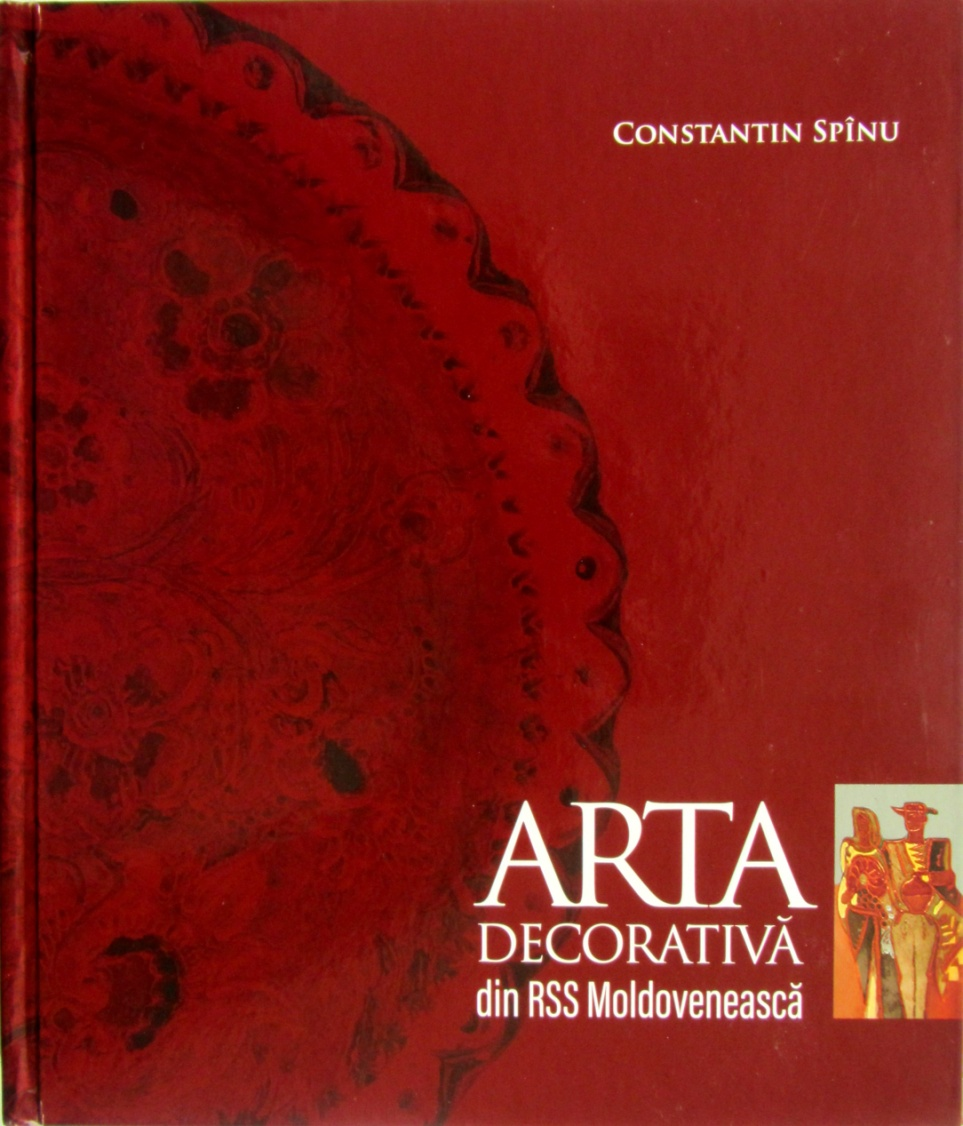 CONSTANTIN SPÎNU
ARTA
DECORATIVĂ
din RSS Moldovenească